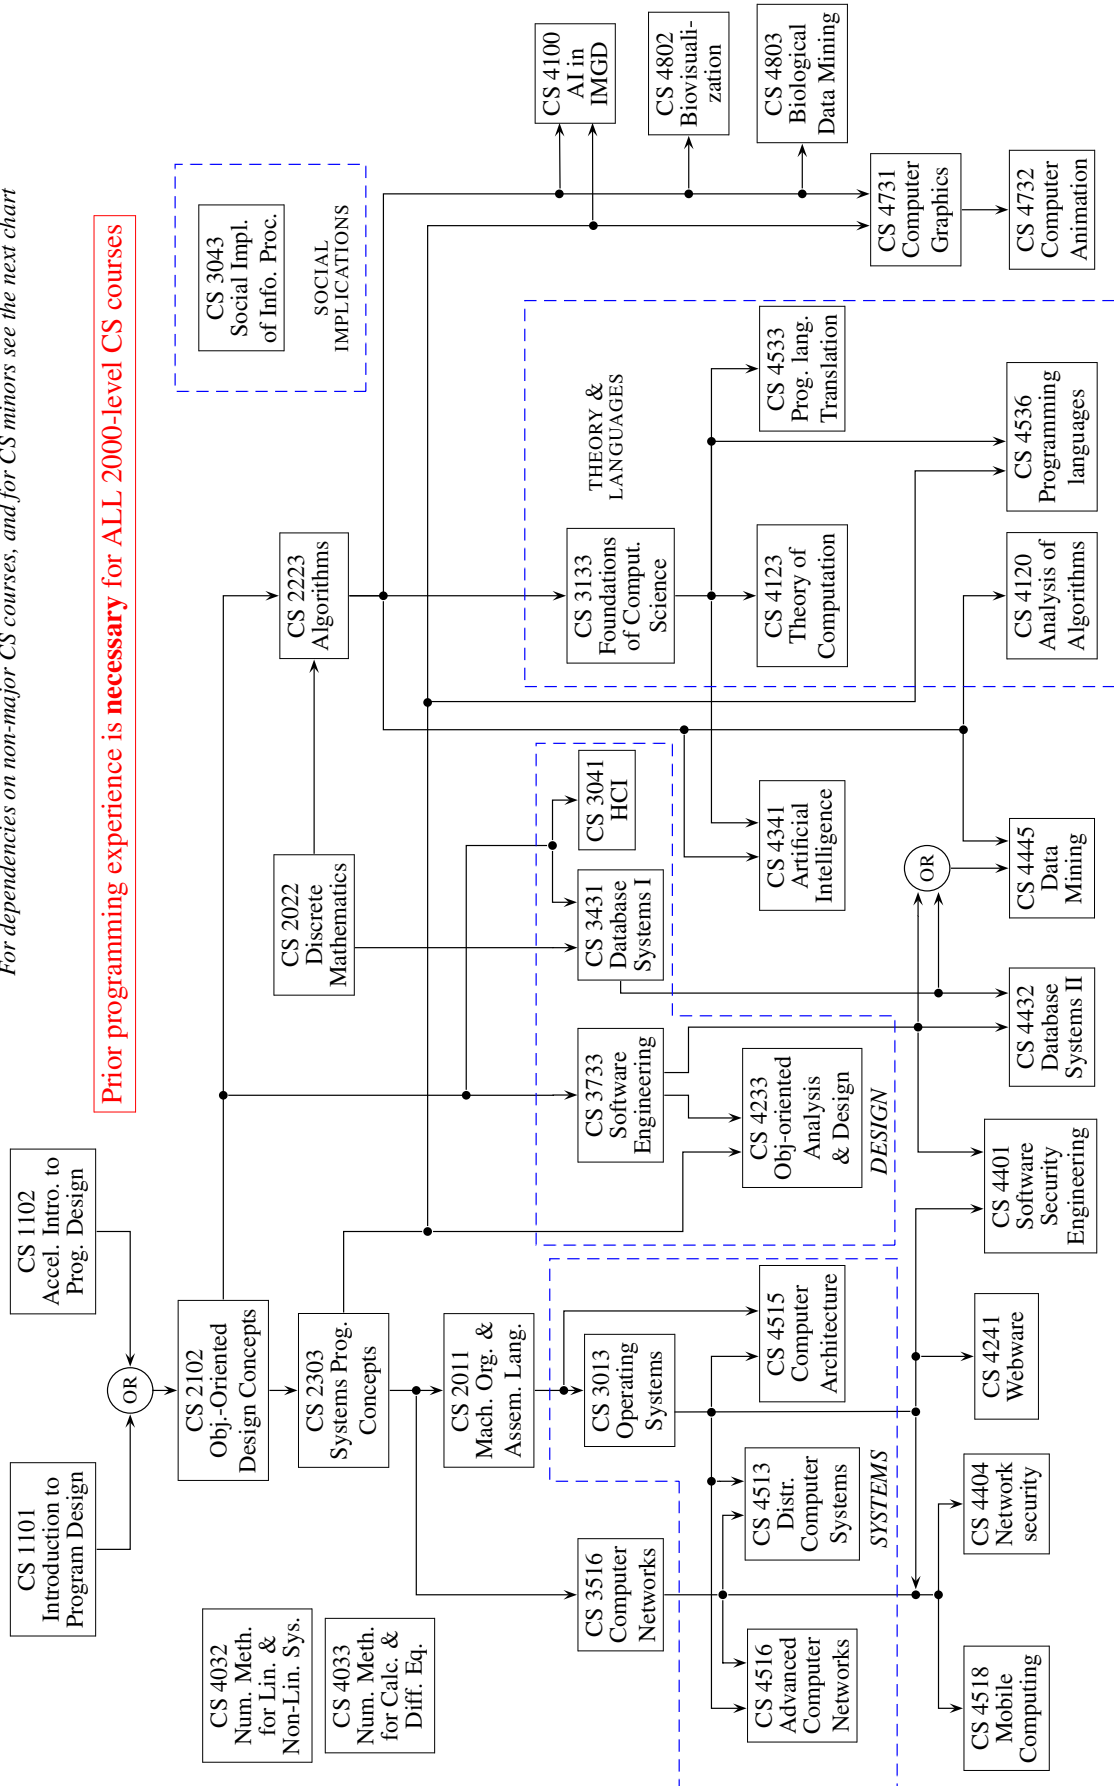 For dependencies on non-major CS courses, and for CS minors see the next chart
Prior programming experience is necessary for ALL 2000-level CS courses
CS 1101
Introduction to
Program Design
CS 1102
Accel. Intro. to
Prog. Design
OR
CS 4032
Num. Meth.
for Lin. &
Non-Lin. Sys.
CS 2102
Obj.-Oriented
Design Concepts
CS 3043
Social Impl.
of Info. Proc.
SOCIAL
IMPLICATIONS
CS 4033
Num. Meth.
for Calc. &
Diff. Eq.
CS 2303
Systems Prog.
Concepts
CS 2022
Discrete
Mathematics
CS 2223
Algorithms
CS 2011
Mach. Org. &
Assem. Lang.
CS 3516
Computer
Networks
CS 3013
Operating
Systems
CS 3733
Software
Engineering
CS 3431
Database
Systems I
CS 3041
HCI
CS 3133
Foundations
of Comput.
Science
THEORY &
LANGUAGES
CS 4100
AI in
IMGD
CS 4802
Biovisuali-
zation
CS 4516
Advanced
Computer
Networks
CS 4513
Distr.
Computer
Systems
SYSTEMS
CS 4515
Computer
Architecture
CS 4233
Obj-oriented
Analysis
& Design
DESIGN
CS 4341
Artificial
Intelligence
CS 4123
Theory of
Computation
CS 4533
Prog. lang.
Translation
CS 4803
Biological
Data Mining
CS 4731
Computer
Graphics
OR
CS 4518
Mobile
Computing
CS 4404
Network
security
CS 4241
Webware
CS 4401
Software
Security
Engineering
CS 4432
Database
Systems II
CS 4445
Data
Mining
CS 4120
Analysis of
Algorithms
CS 4536
Programming
languages
CS 4732
Computer
Animation